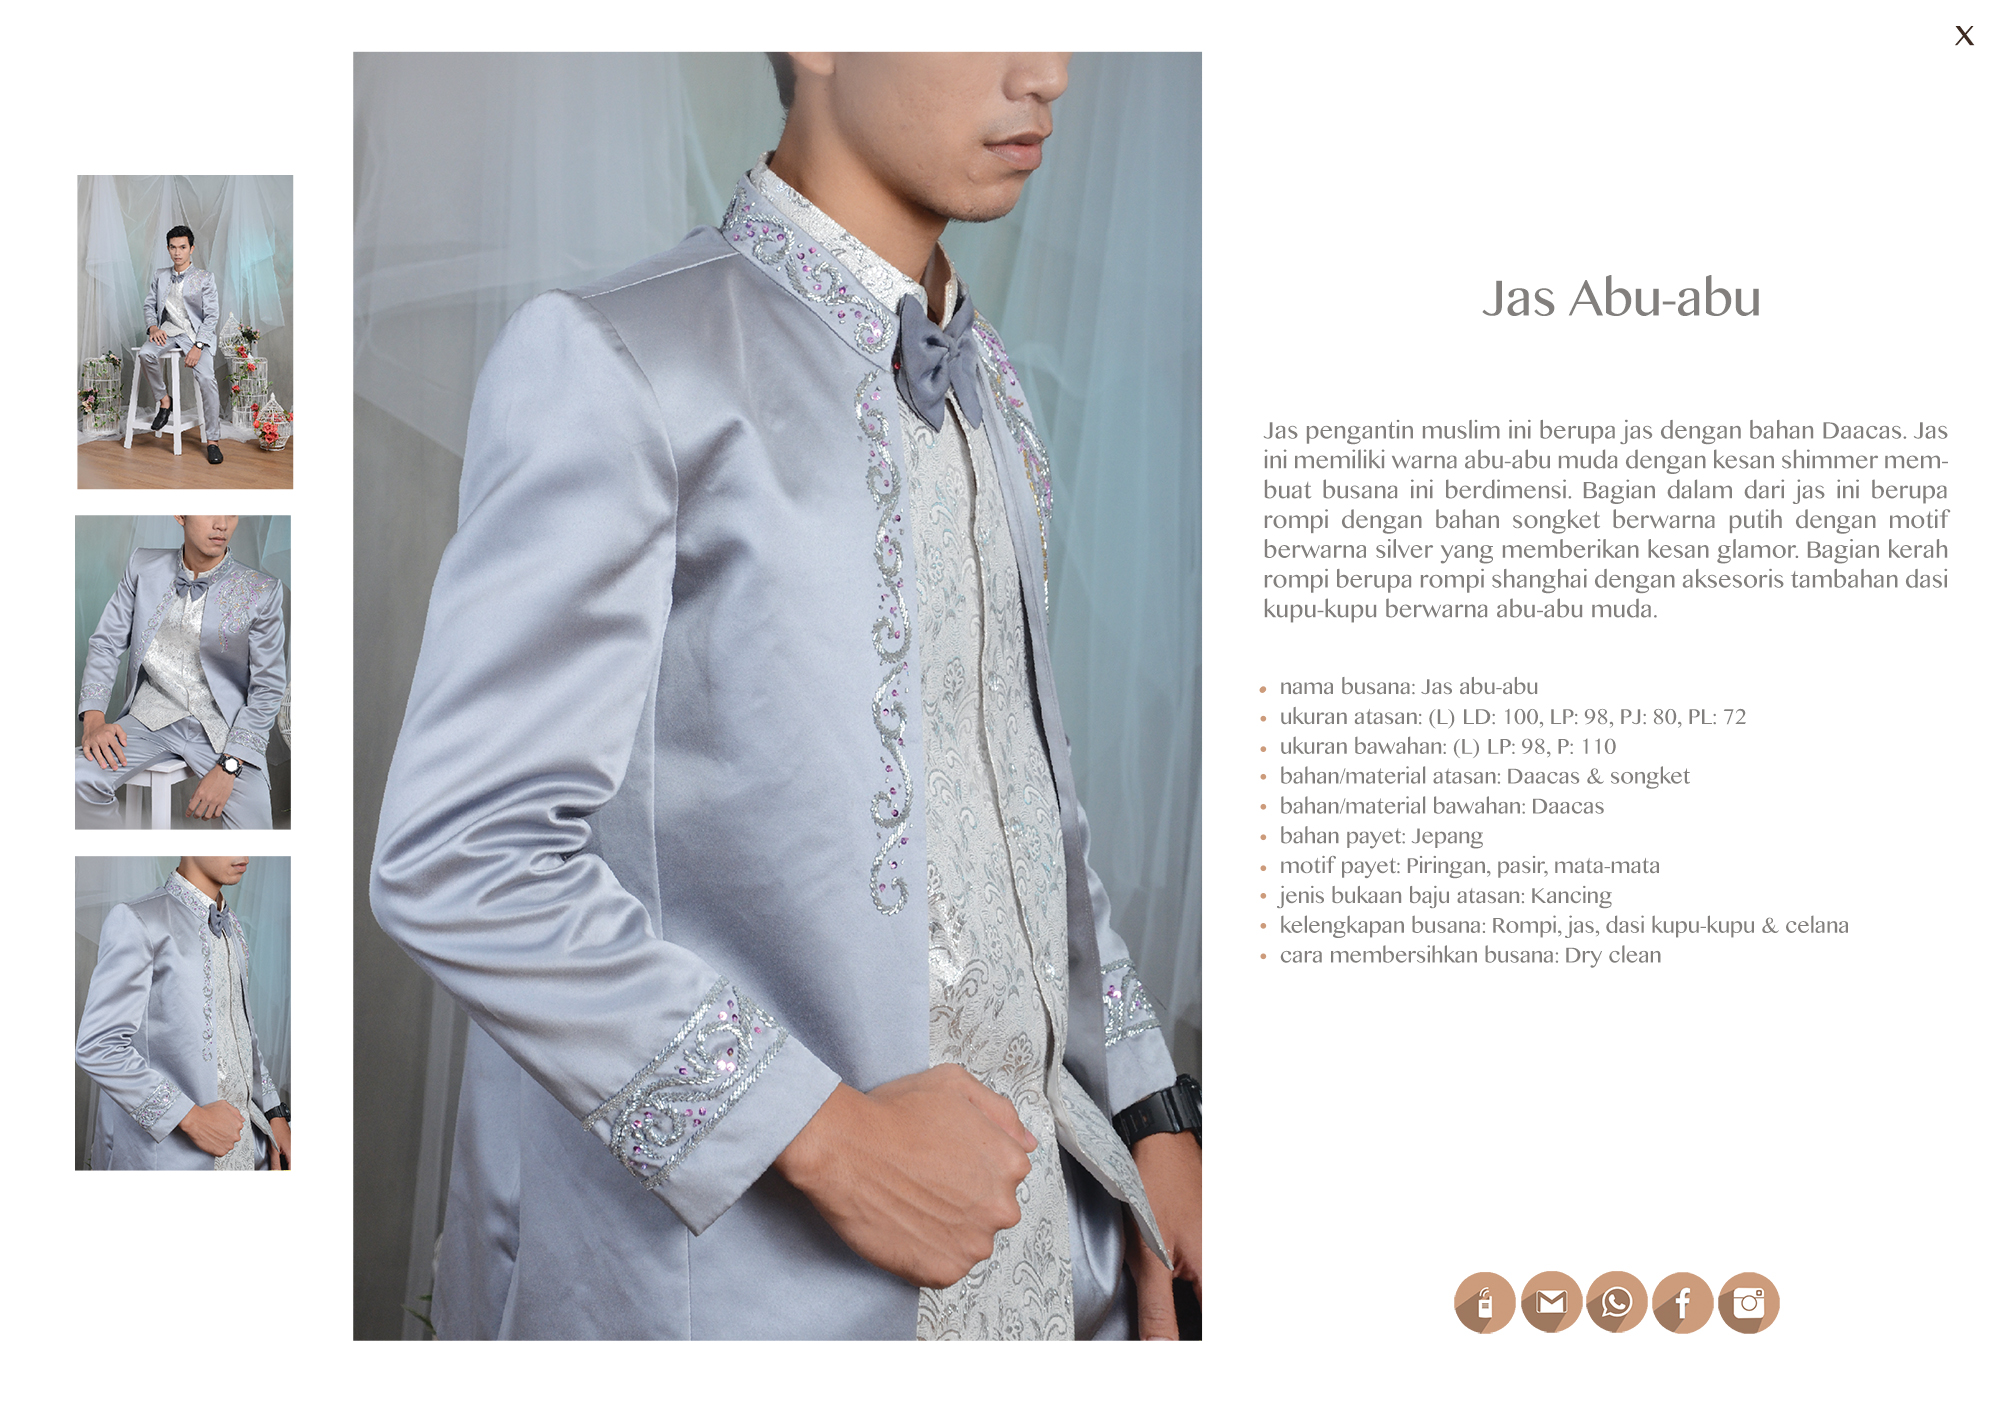 X
Jas Abu-abu
Jas pengantin muslim ini berupa jas dengan bahan Daacas. Jas
ini memiliki warna abu-abu muda dengan kesan shimmer mem-
buat busana ini berdimensi. Bagian dalam dari jas ini berupa
rompi dengan bahan songket berwarna putih dengan motif
berwarna silver yang memberikan kesan glamor. Bagian kerah
rompi berupa rompi shanghai dengan aksesoris tambahan dasi
kupu-kupu berwarna abu-abu muda.
• nama busana: Jas abu-abu
• ukuran atasan: (L) LD: 100, LP: 98, PJ: 80, PL: 72
• ukuran bawahan: (L) LP: 98, P: 110
• bahan/material atasan: Daacas & songket
• bahan/material bawahan: Daacas
• bahan payet: Jepang
• motif payet: Piringan, pasir, mata-mata
• jenis bukaan baju atasan: Kancing
• kelengkapan busana: Rompi, jas, dasi kupu-kupu & celana
• cara membersihkan busana: Dry clean